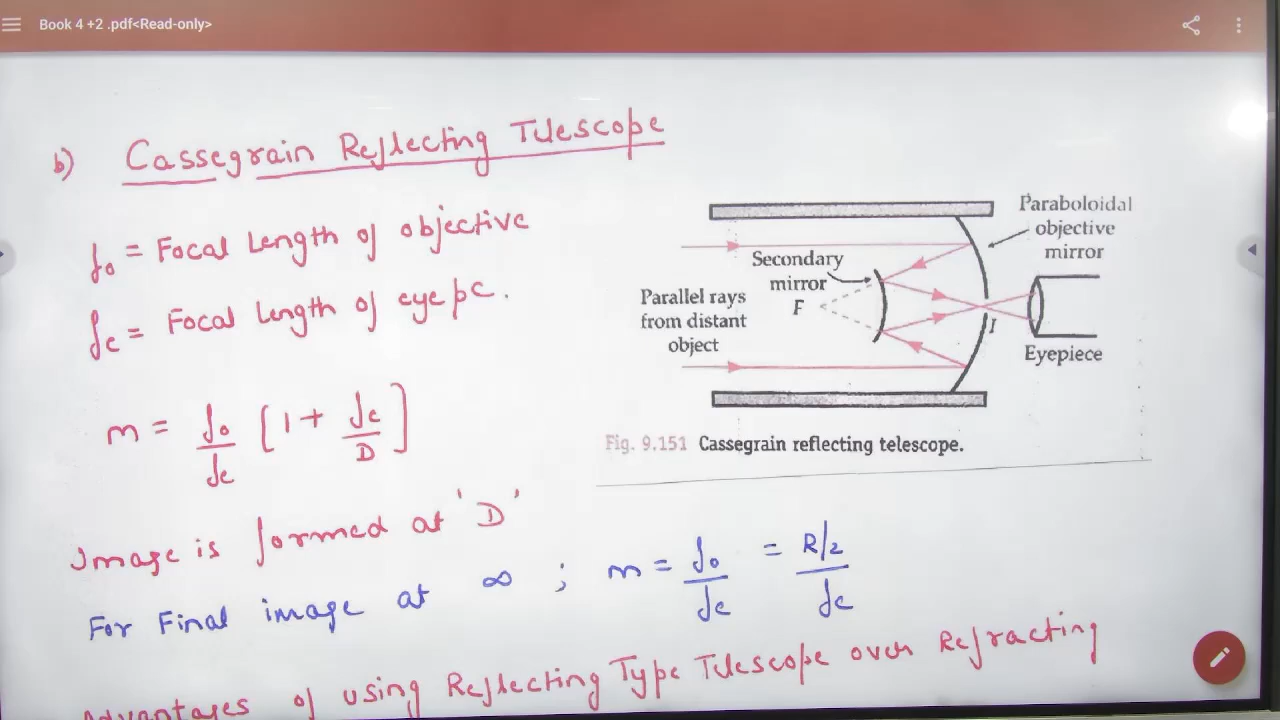 Book 4 +2 .pdf<Read-only>
b) Cassegrain Reflecting Telescope
fo = Focal Length of objective
fe = Focal Length of eye pc.
m = fo/fe [1 + fe/D]
Image is formed at 'D'
For Final image at ∞ ; m = fo/fe = R/2/fe
Advantages of using Reflecting Type Telescope over Refracting
Paraboloidal
objective
mirror
Secondary
mirror
F
Parallel rays
from distant
object
I
Eyepiece
Fig. 9.151 Cassegrain reflecting telescope.